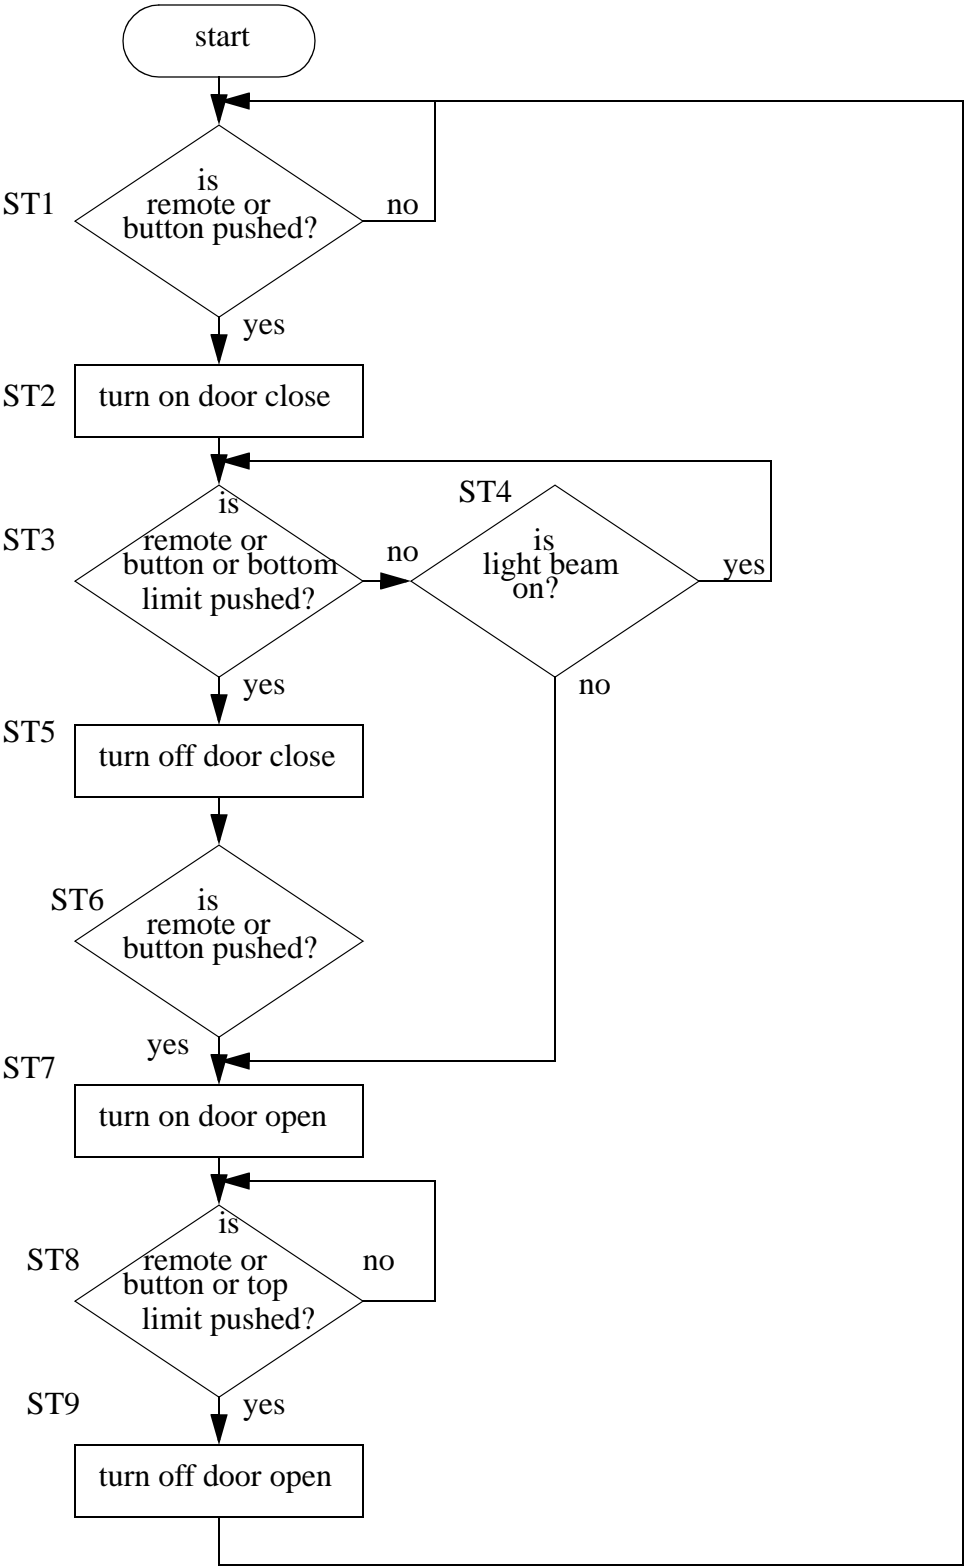 start
ST1
is
remote or
button pushed?
no
yes
ST2
turn on door close
ST3
is
remote or
button or bottom
limit pushed?
no
ST4
is
light beam
on?
yes
yes
no
ST5
turn off door close
ST6
is
remote or
button pushed?
yes
ST7
turn on door open
ST8
is
remote or
button or top
limit pushed?
no
ST9
yes
turn off door open